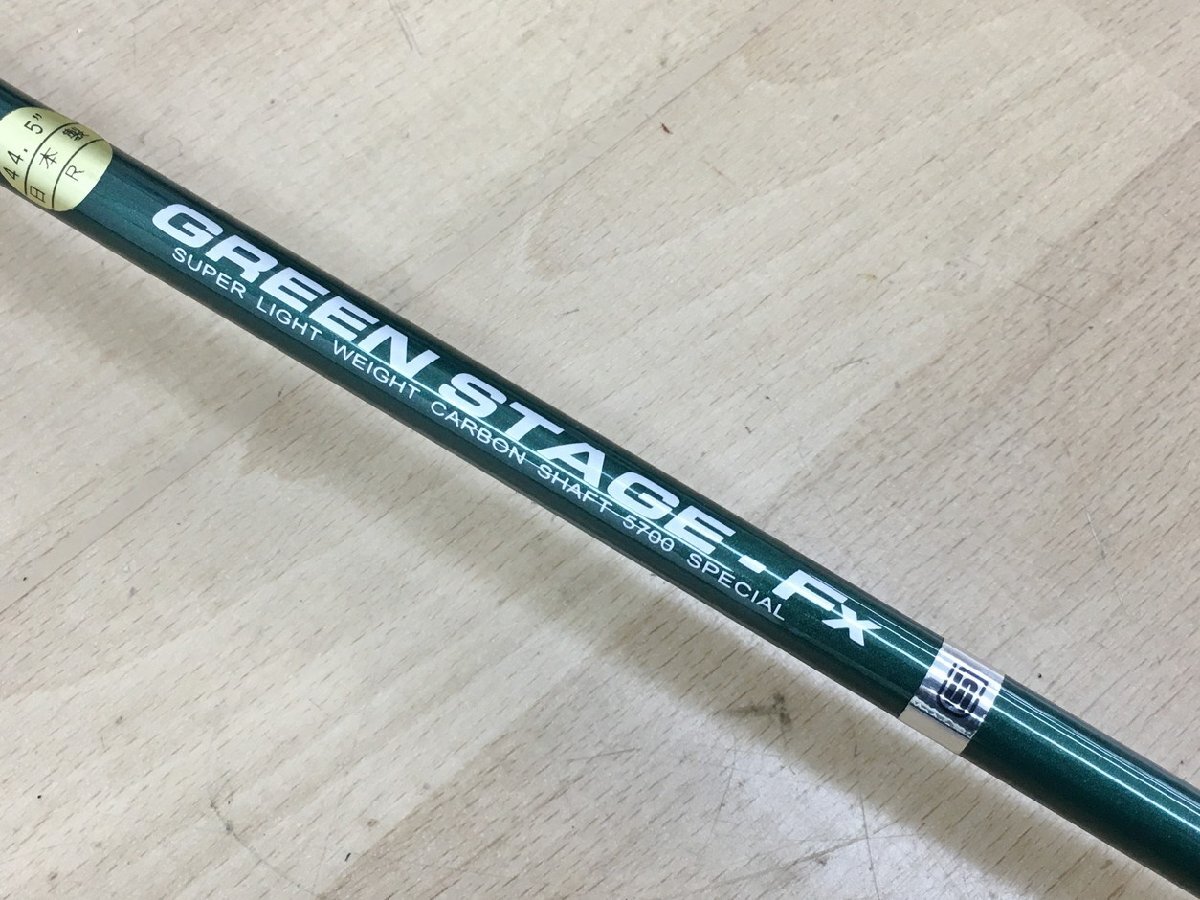 44.5"
日本製
R
GREEN STAGE-Fx
SUPER LIGHT WEIGHT CARBON SHAFT 5700 SPECIAL